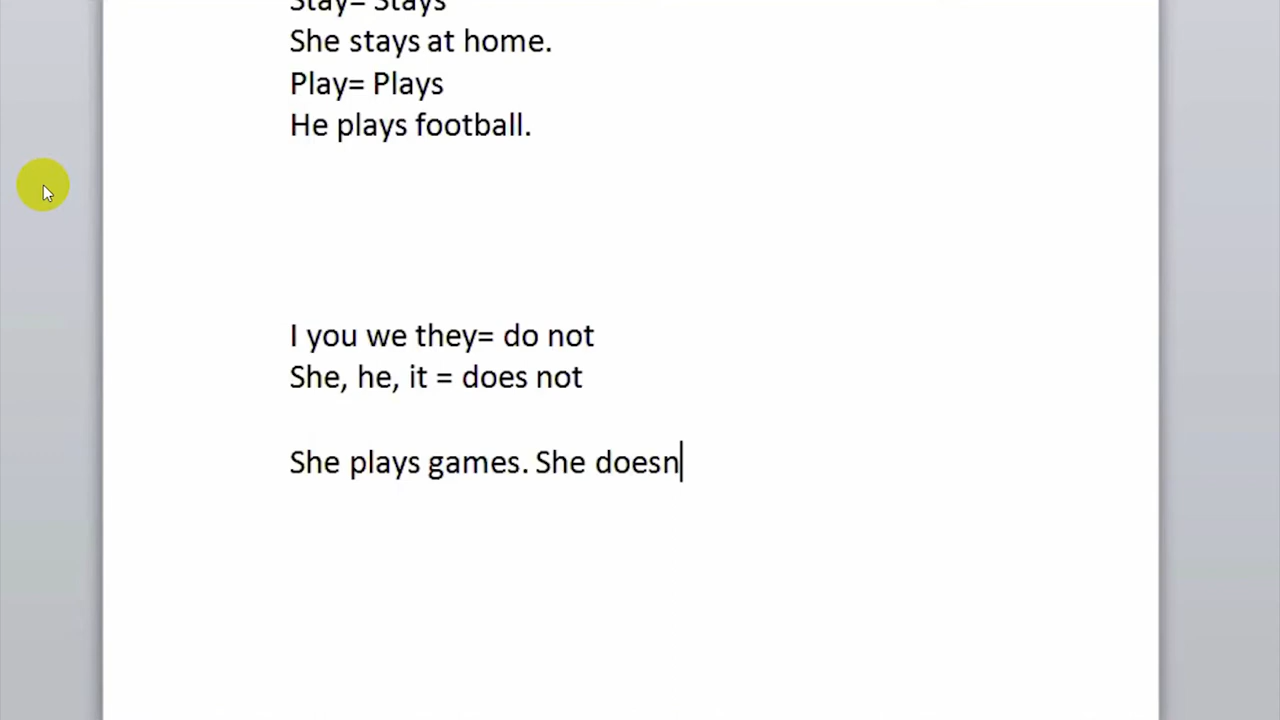 Stay= Stays
She stays at home.
Play= Plays
He plays football.
I you we they= do not
She, he, it = does not
She plays games. She doesn